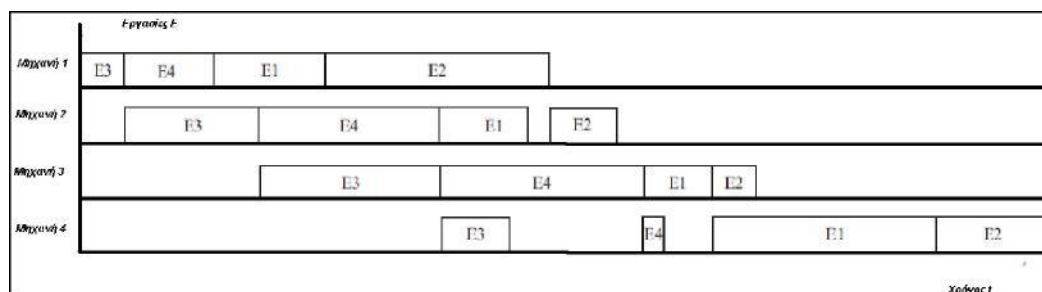 Εργασίες Ε
Μηχανή 1 E3 E4 E1 E2
Μηχανή 2 E3 E4 E1 E2
Μηχανή 3 E3 E4 E1 E2
Μηχανή 4 E3 E4 E1 E2
Χρόνος t